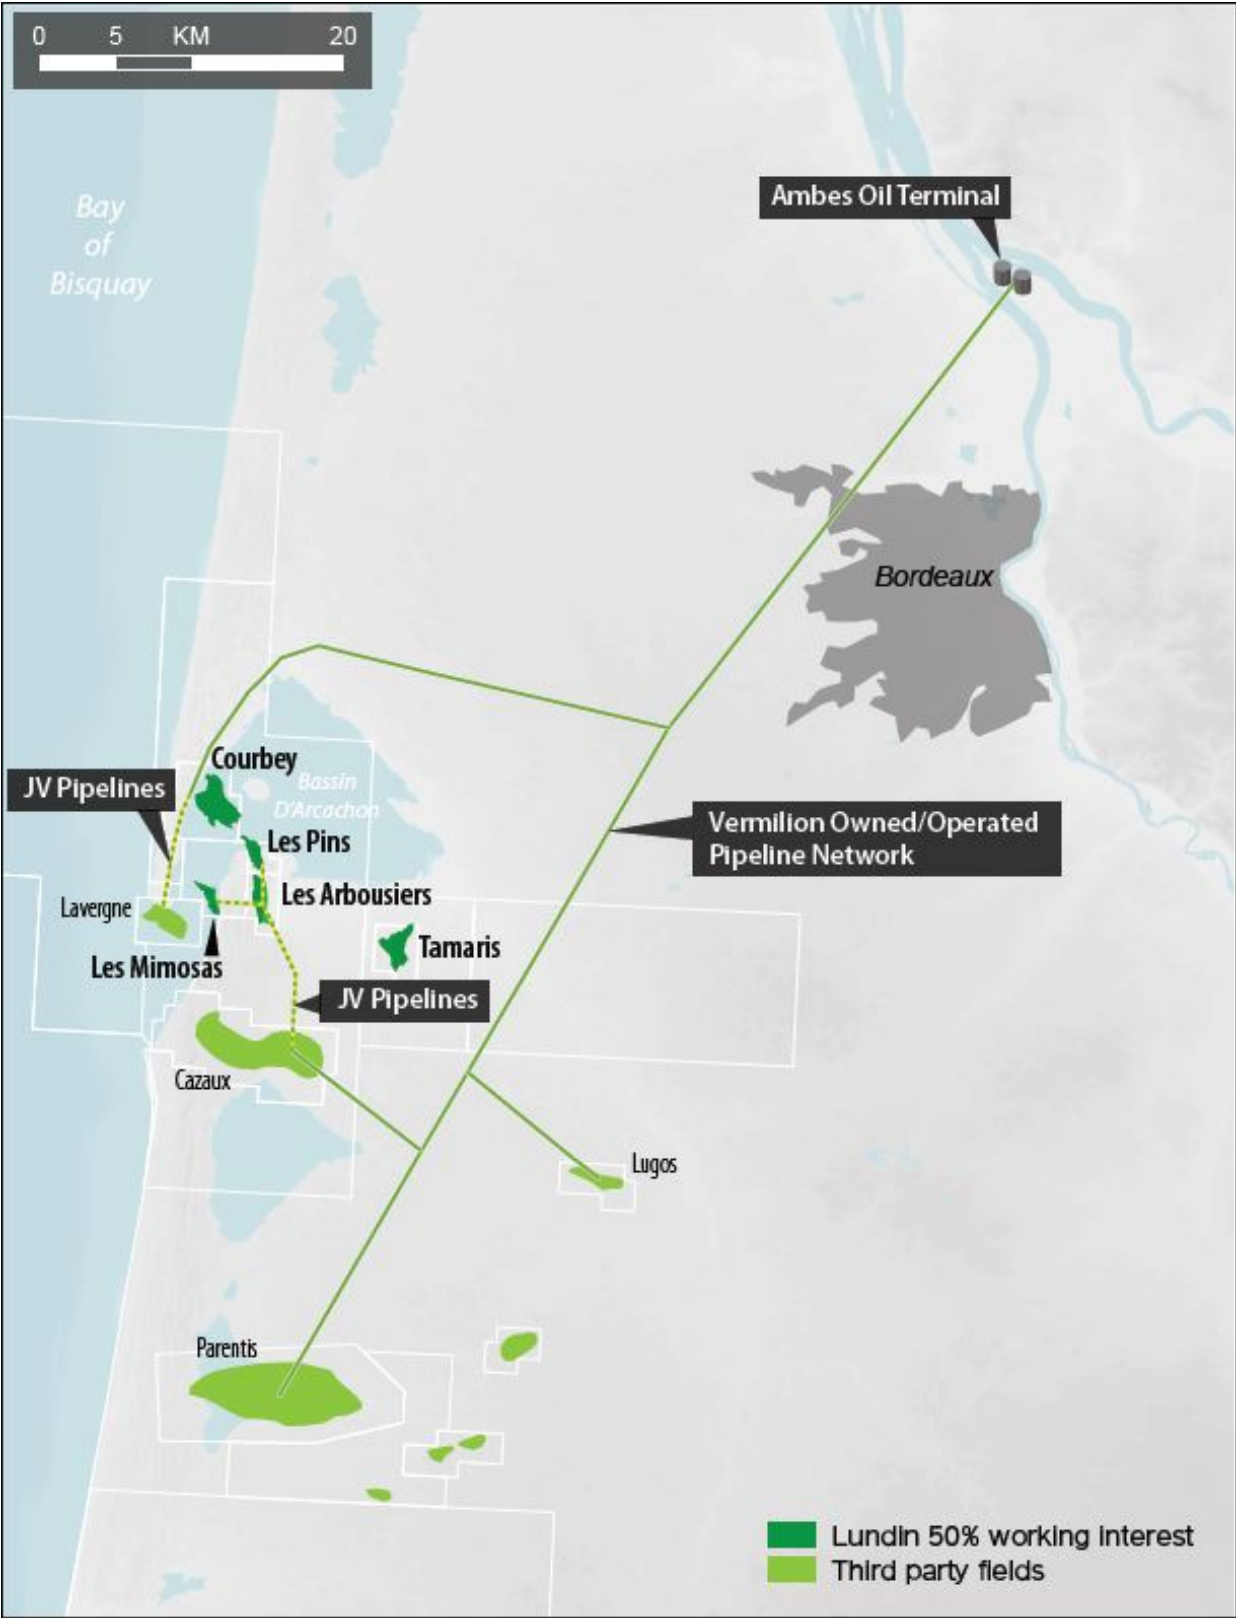 0 5 KM 20
Bay
of
Bisquay
Ambes Oil Terminal
Bordeaux
Courbey
JV Pipelines
Bassin
D'Arcachon
Les Pins
Vermilion Owned/Operated
Pipeline Network
Les Arbousiers
Lavergne
Tamaris
Les Mimosas
JV Pipelines
Cazaux
Lugos
Parentis
Lundin 50% working interest
Third party fields